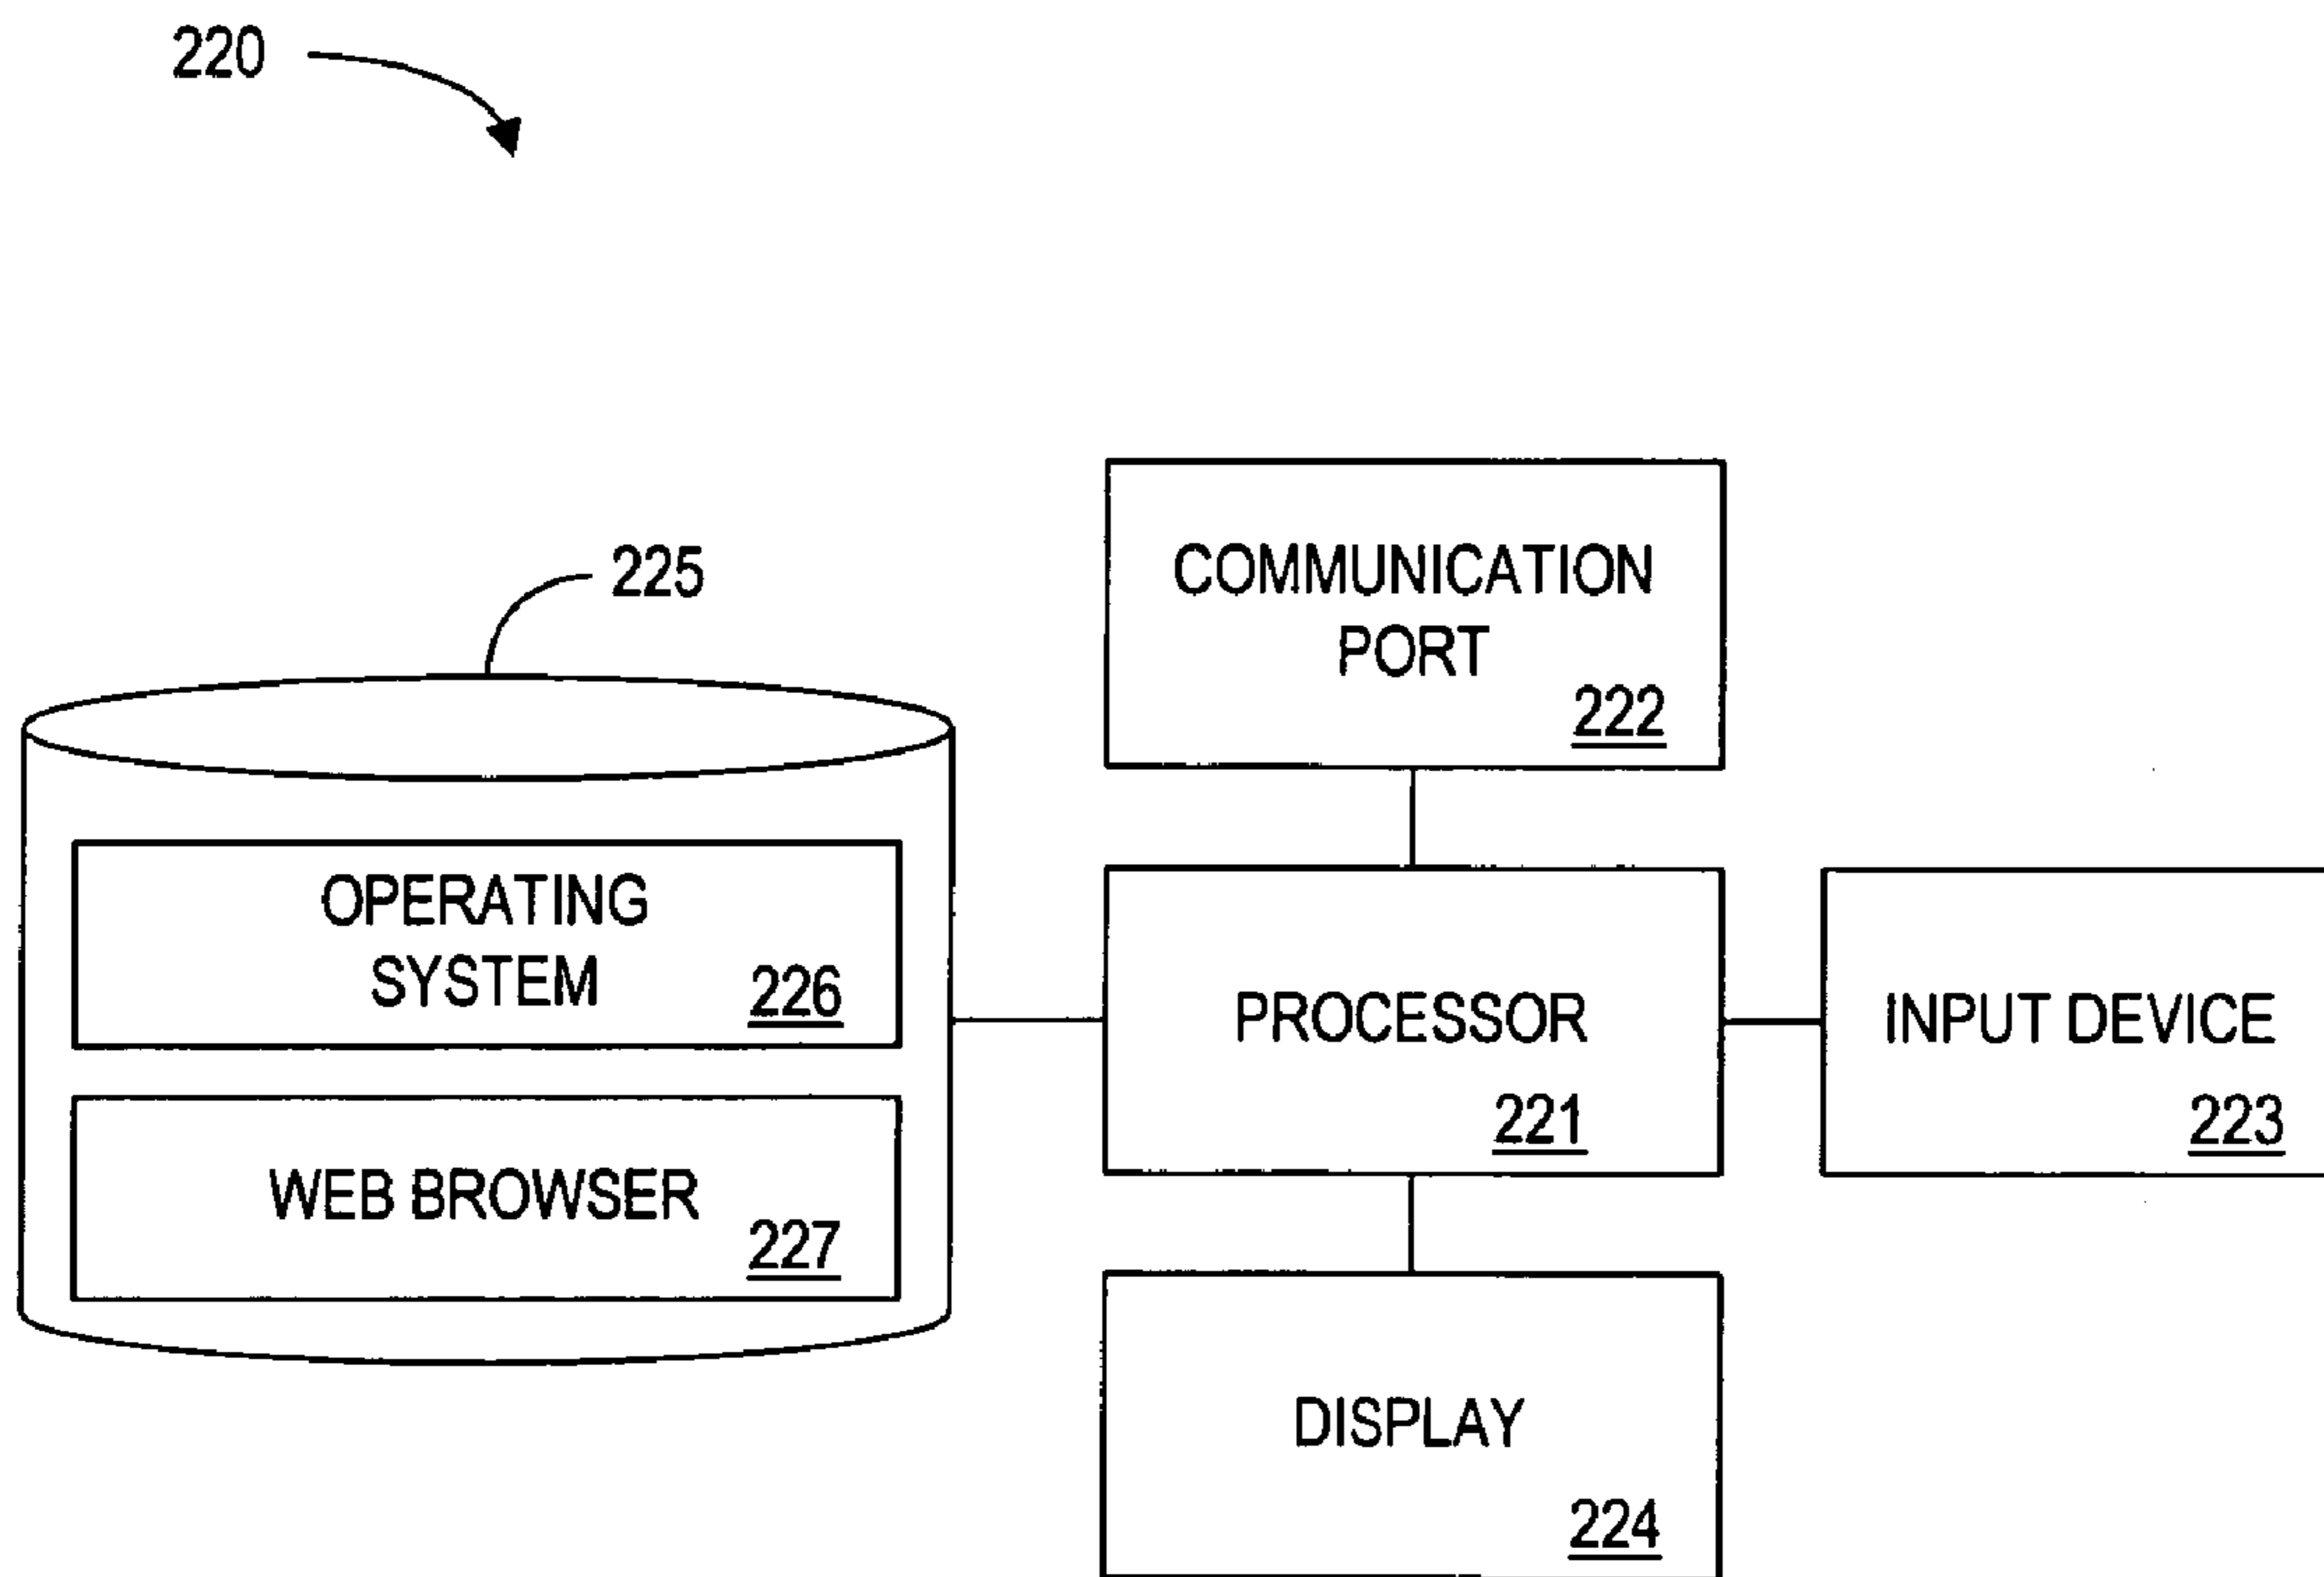 220
225
COMMUNICATION
PORT
222
OPERATING
SYSTEM
226
PROCESSOR
221
INPUT DEVICE
223
WEB BROWSER
227
DISPLAY
224